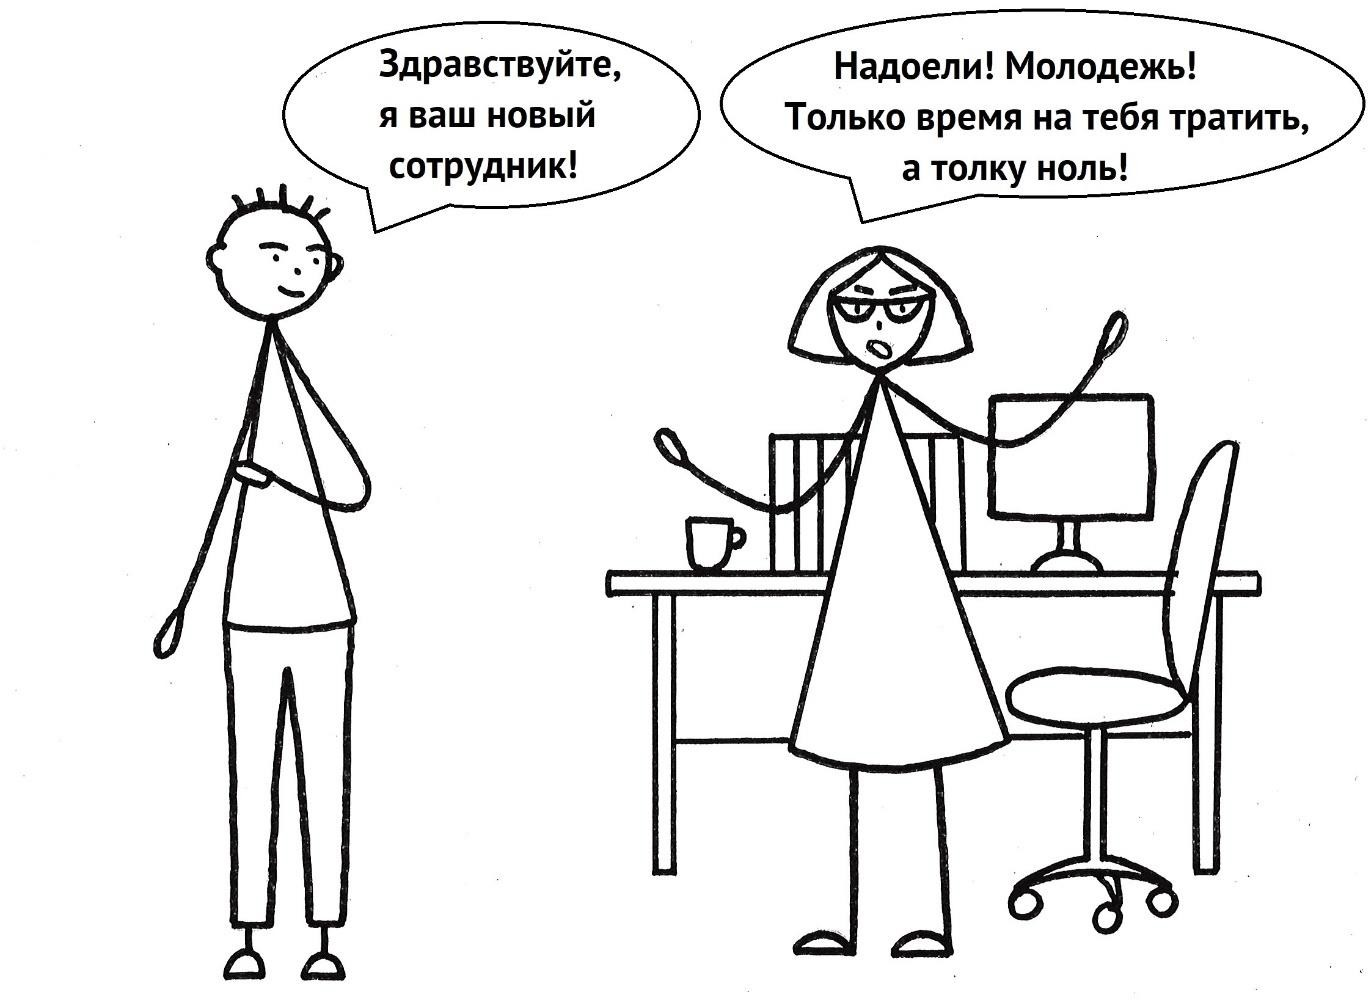 Здравствуйте,
я ваш новый
сотрудник!
Надоели! Молодежь!
Только время на тебя тратить,
а толку ноль!